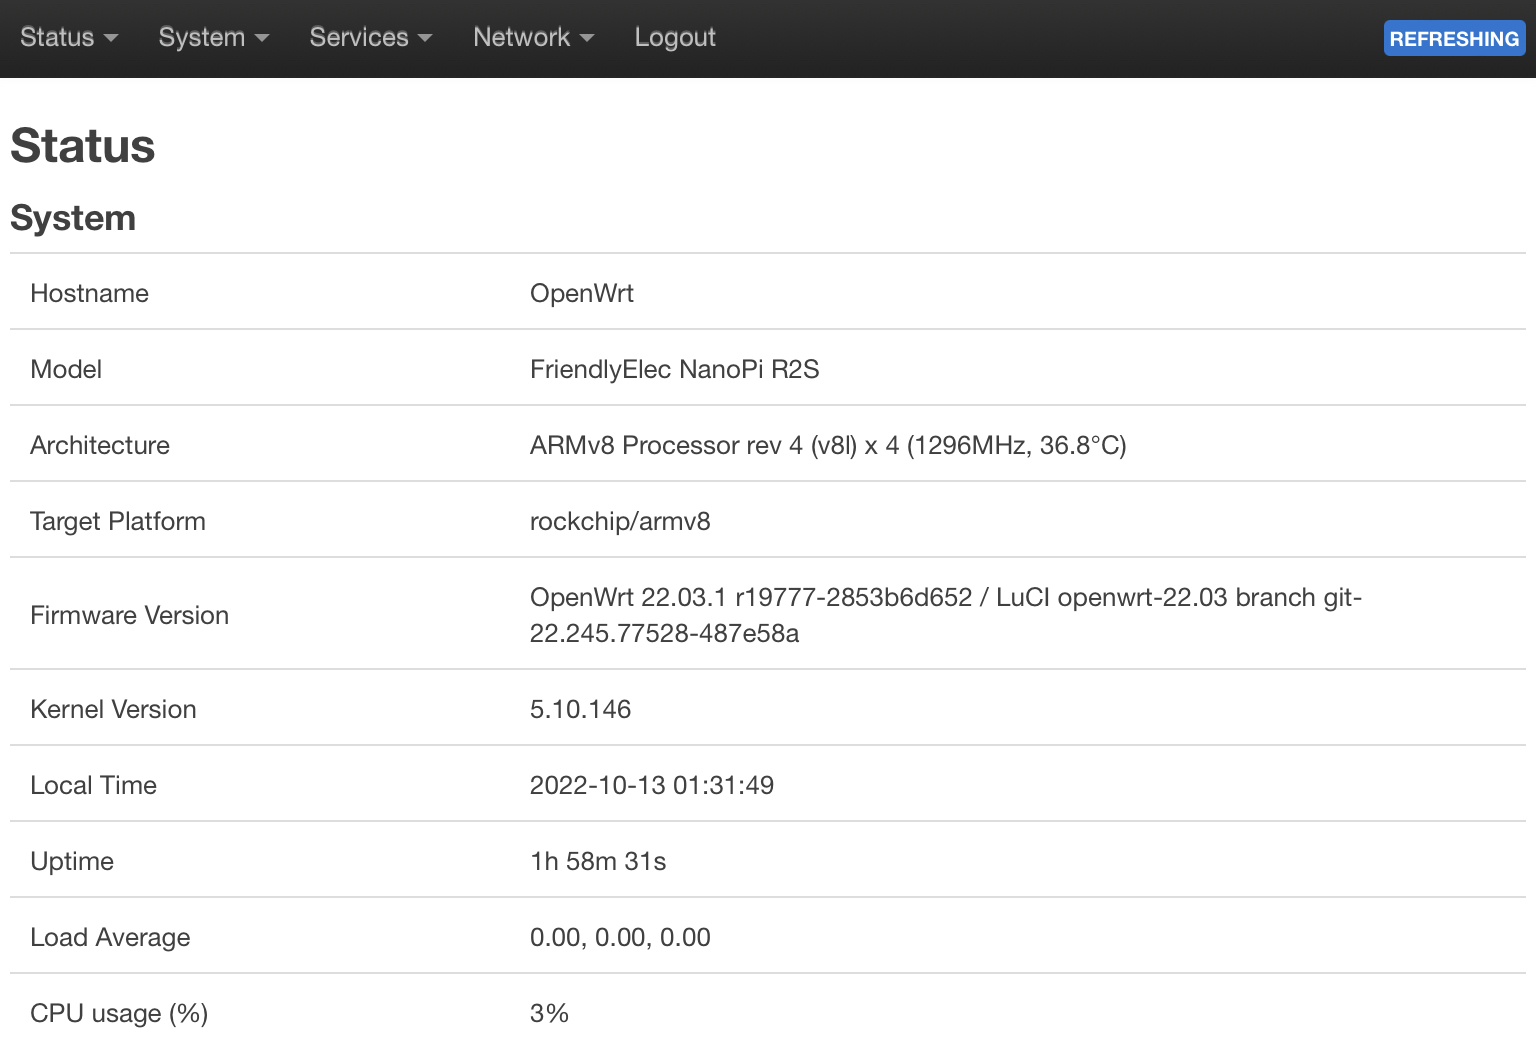 Status System Services Network Logout REFRESHING
Status
System
Hostname OpenWrt
Model FriendlyElec NanoPi R2S
Architecture ARMv8 Processor rev 4 (v8l) x 4 (1296MHz, 36.8°C)
Target Platform rockchip/armv8
Firmware Version OpenWrt 22.03.1 r19777-2853b6d652 / LuCI openwrt-22.03 branch git-
22.245.77528-487e58a
Kernel Version 5.10.146
Local Time 2022-10-13 01:31:49
Uptime 1h 58m 31s
Load Average 0.00, 0.00, 0.00
CPU usage (%) 3%